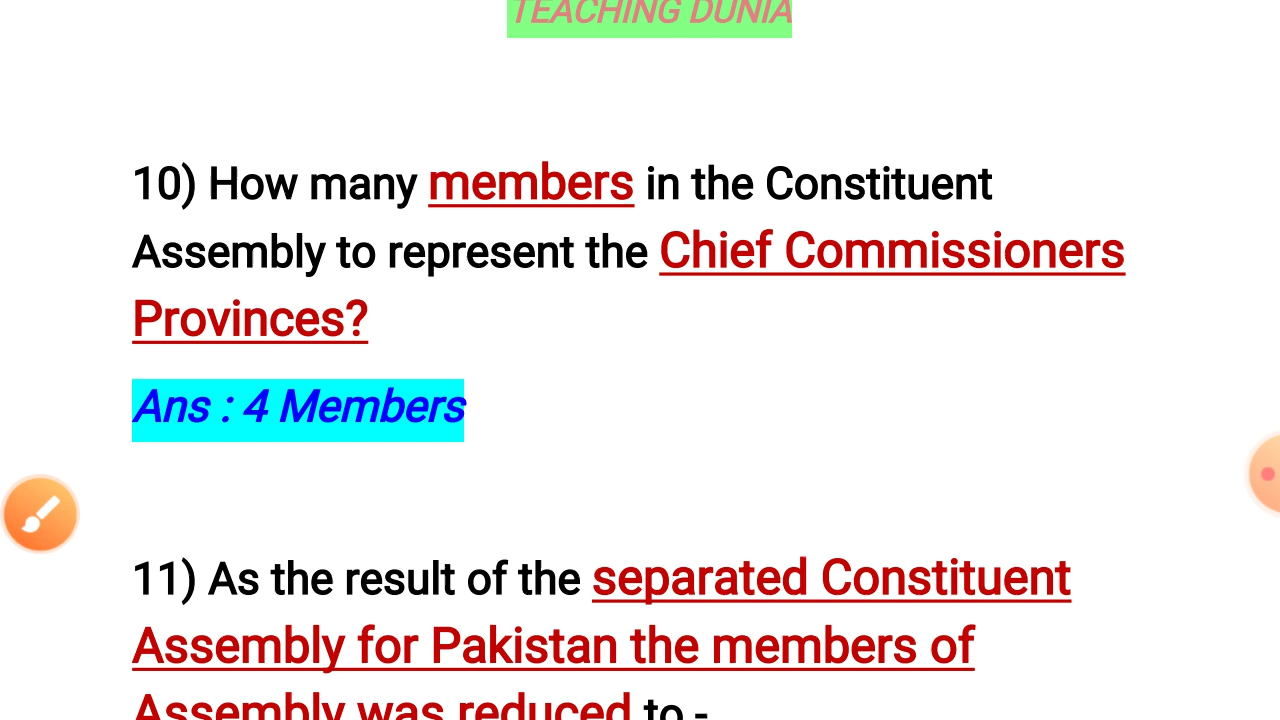 TEACHING DUNIA
10) How many members in the Constituent
Assembly to represent the Chief Commissioners
Provinces?
Ans : 4 Members
11) As the result of the separated Constituent
Assembly for Pakistan the members of
Assembly was reduced to -